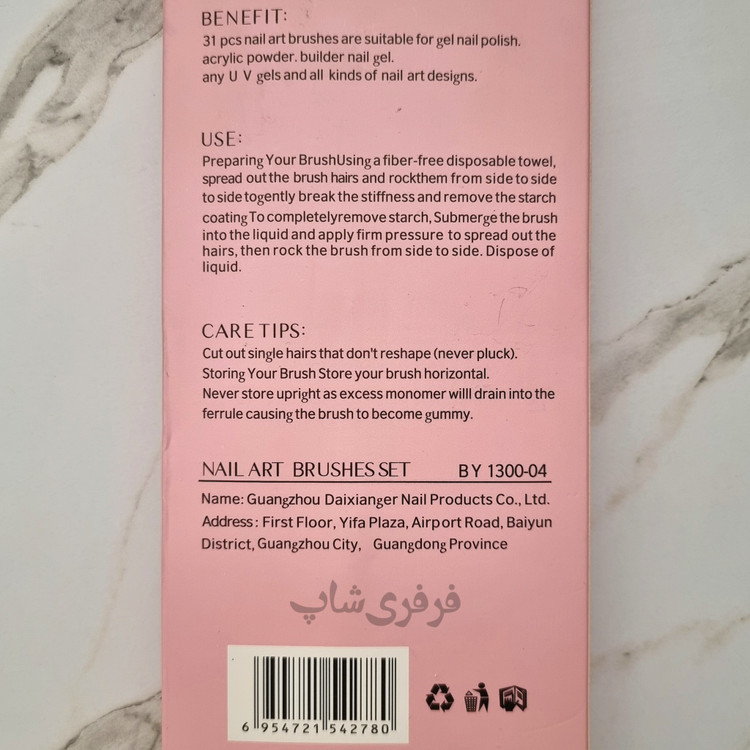 BENEFIT:
31 pcs nail art brushes are suitable for gel nail polish.
acrylic powder. builder nail gel.
any U V gels and all kinds of nail art designs.
USE:
Preparing Your BrushUsing a fiber-free disposable towel,
spread out the brush hairs and rockthem from side to side
to side togently break the stiffness and remove the starch
coating To completelyremove starch, Submerge the brush
into the liquid and apply firm pressure to spread out the
hairs, then rock the brush from side to side. Dispose of
liquid.
CARE TIPS:
Cut out single hairs that don't reshape (never pluck).
Storing Your Brush Store your brush horizontal.
Never store upright as excess monomer willl drain into the
ferrule causing the brush to become gummy.
NAIL ART BRUSHES SET BY 1300-04
Name: Guangzhou Daixianger Nail Products Co., Ltd.
Address: First Floor, Yifa Plaza, Airport Road, Baiyun
District, Guangzhou City, Guangdong Province
فرفری شاپ
6 954721 542780